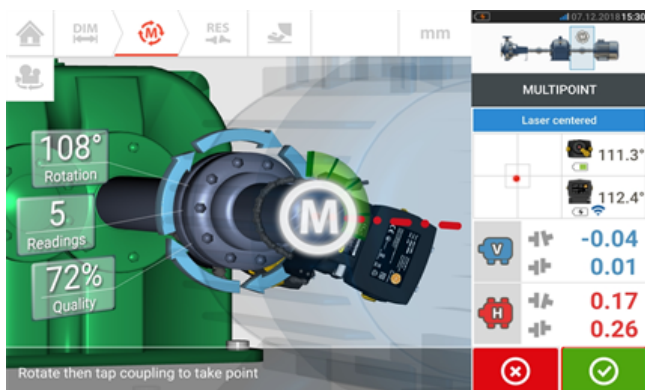 DIM
M
RES
mm
07.12.2018 15:30
M
MULTIPOINT
Laser centered
111.3°
112.4°
108°
Rotation
5
Readings
72%
Quality
M
V
-0.04
0.01
H
0.17
0.26
Rotate then tap coupling to take point